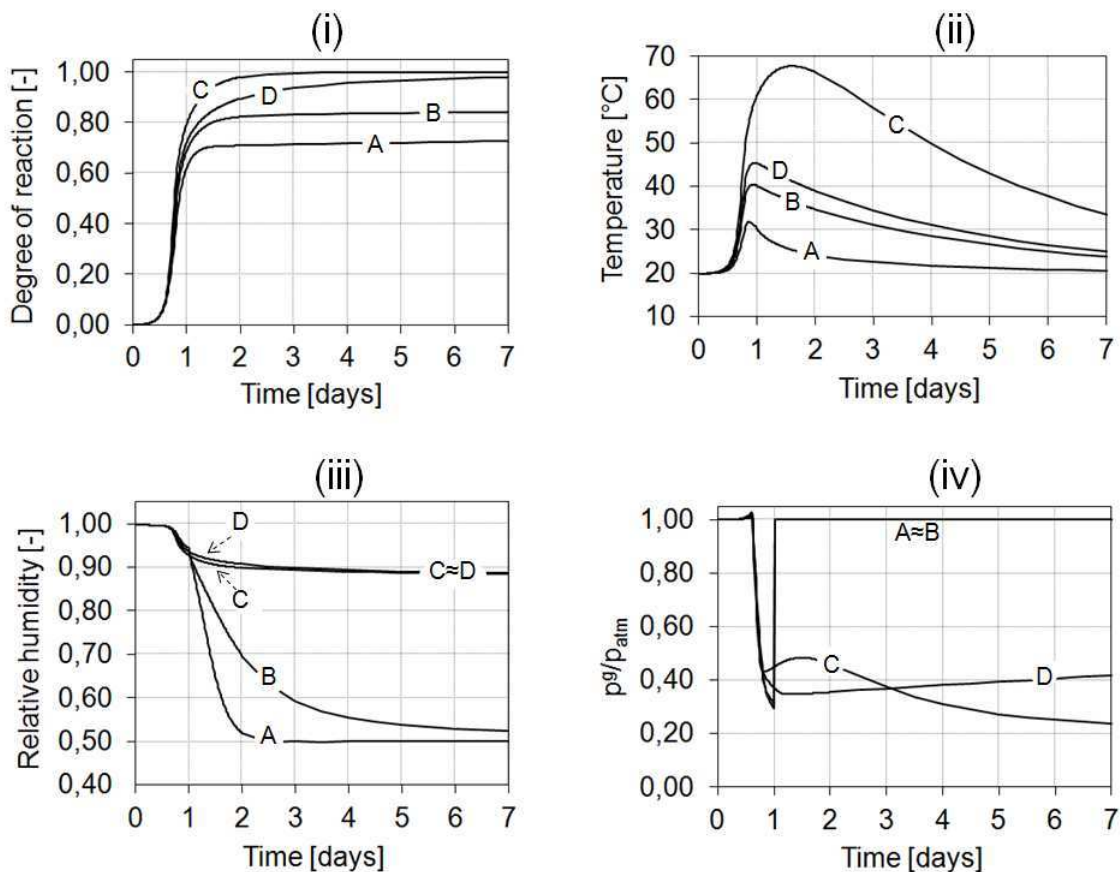 (i)
Degree of reaction [-]
1,00
0,80
0,60
0,40
0,20
0,00
C
D
B
A
0 1 2 3 4 5 6 7
Time [days]
(ii)
Temperature [°C]
70
60
50
40
30
20
10
C
D
B
A
0 1 2 3 4 5 6 7
Time [days]
(iii)
Relative humidity [-]
1,00
0,90
0,80
0,70
0,60
0,50
0,40
D
C
C≈D
B
A
0 1 2 3 4 5 6 7
Time [days]
(iv)
pᵍ/pₐₜₘ
1,00
0,80
0,60
0,40
0,20
0,00
A≈B
C
D
0 1 2 3 4 5 6 7
Time [days]